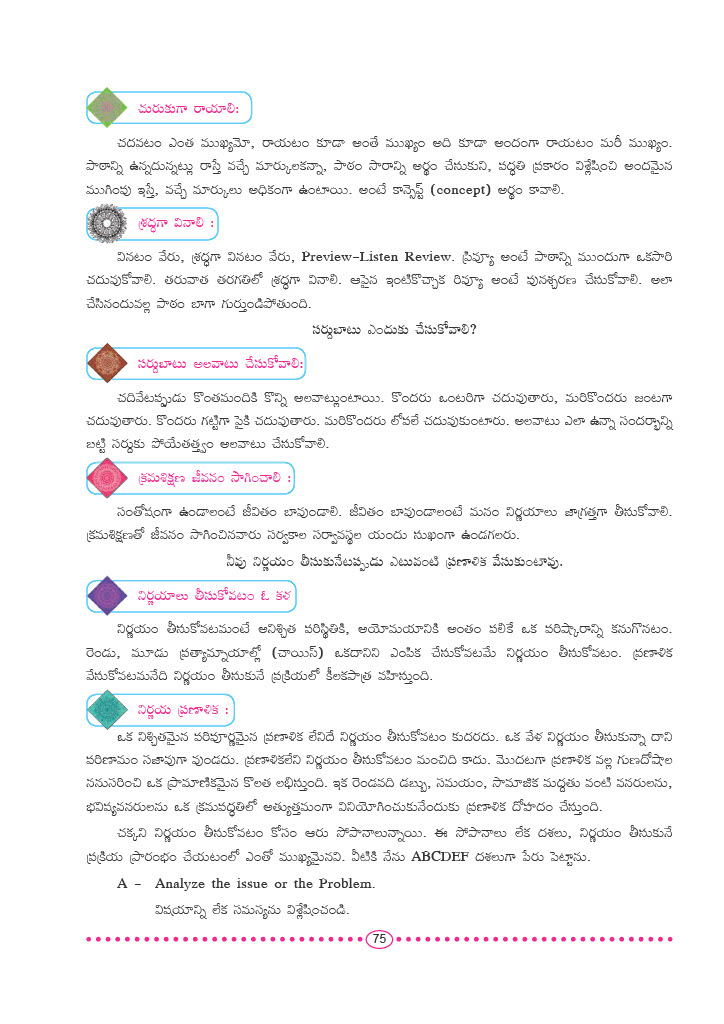 చురుకుగా రాయాలి:
చదవటం ఎంత ముఖ్యమో, రాయటం కూడా అంతే ముఖ్యం అది కూడా అందంగా రాయటం మరీ ముఖ్యం.
పాఠాన్ని ఉన్నదున్నట్లు రాస్తే వచ్చే మార్కులకన్నా, పాఠం సారాన్ని అర్థం చేసుకుని, పద్ధతి ప్రకారం విశ్లేషించి అందమైన
ముగింపు ఇస్తే, వచ్చే మార్కులు అధికంగా ఉంటాయి. అంటే కాన్సెప్ట్ (concept) అర్థం కావాలి.
శ్రద్ధగా వినాలి :
వినటం వేరు, శ్రద్ధగా వినటం వేరు, Preview–Listen Review. ప్రివ్యూ అంటే పాఠాన్ని ముందుగా ఒకసారి
చదువుకోవాలి. తరువాత తరగతిలో శ్రద్ధగా వినాలి. ఆపైన ఇంటికొచ్చాక రివ్యూ అంటే వునశ్చరణ చేసుకోవాలి. అలా
చేసినందువల్ల పాఠం బాగా గుర్తుండిపోతుంది.
సర్దుబాటు ఎందుకు చేసుకోవాలి?
సర్దుబాటు అలవాటు చేసుకోవాలి:
చదివేటప్పుడు కొంతమందికి కొన్ని అలవాట్లుంటాయి. కొందరు ఒంటరిగా చదువుతారు, మరికొందరు జంటగా
చదువుతారు. కొందరు గట్టిగా పైకి చదువుతారు. మరికొందరు లోపలే చదువుకుంటారు. అలవాటు ఎలా ఉన్నా సందర్భాన్ని
బట్టి సర్దుకు పోయేతత్త్వం అలవాటు చేసుకోవాలి.
క్రమశిక్షణ జీవనం సాగించాలి :
సంతోషంగా ఉండాలంటే జీవితం బావుండాలి. జీవితం బావుండాలంటే మనం నిర్ణయాలు జాగ్రత్తగా తీసుకోవాలి.
క్రమశిక్షణతో జీవనం సాగించినవారు సర్వకాల సర్వావస్థల యందు సుఖంగా ఉండగలరు.
నీవు నిర్ణయం తీసుకునేటప్పుడు ఎటువంటి ప్రణాళిక వేసుకుంటావు.
నిర్ణయాలు తీసుకోవటం ఓ కళ
నిర్ణయం తీసుకోవటమంటే అనిశ్చిత పరిస్థితికి, అయోమయానికి అంతం పలికే ఒక పరిష్కారాన్ని కనుగొనటం.
రెండు, మూడు ప్రత్యామ్నాయాల్లో (చాయిస్) ఒకదానిని ఎంపిక చేసుకోవటమే నిర్ణయం తీసుకోవటం. ప్రణాళిక
వేసుకోవటమనేది నిర్ణయం తీసుకునే ప్రక్రియలో కీలకపాత్ర వహిస్తుంది.
నిర్ణయ ప్రణాళిక :
ఒక నిశ్చితమైన పరిపూర్ణమైన ప్రణాళిక లేనిదే నిర్ణయం తీసుకోవటం కుదరదు. ఒక వేళ నిర్ణయం తీసుకున్నా దాని
పరిణామం సజావుగా వుండదు. ప్రణాళికలేని నిర్ణయం తీసుకోవటం మంచిది కాదు. మొదటగా ప్రణాళిక వల్ల గుణదోషాల
ననుసరించి ఒక ప్రామాణికమైన కొలత లభిస్తుంది. ఇక రెండవది డబ్బు, సమయం, సామాజిక మద్దతు వంటి వనరులను,
భవిష్యవనరులను ఒక క్రమపద్ధతిలో అత్యుత్తమంగా వినియోగించుకునేందుకు ప్రణాళిక దోహదం చేస్తుంది.
చక్కని నిర్ణయం తీసుకోవటం కోసం ఆరు సోపానాలున్నాయి. ఈ సోపానాలు లేక దశలు, నిర్ణయం తీసుకునే
ప్రక్రియ ప్రారంభం చేయటంలో ఎంతో ముఖ్యమైనవి. వీటికి నేను ABCDEF దశలుగా పేరు పెట్టాను.
A – Analyze the issue or the Problem.
విషయాన్ని లేక సమస్యను విశ్లేషించండి.
75